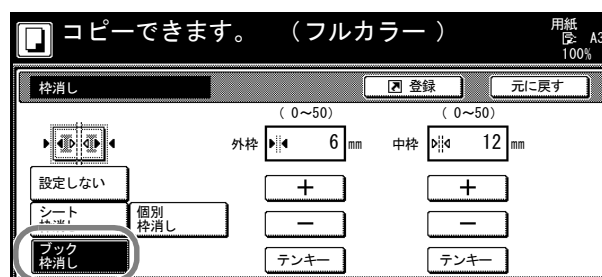 コピーできます。 (フルカラー)
用紙
A3
100%
枠消し
登録
元に戻す
(0~50)
(0~50)
外枠 6 mm
中枠 12 mm
設定しない
+
+
シート
枠消し
個別
枠消し
-
-
ブック
枠消し
テンキー
テンキー